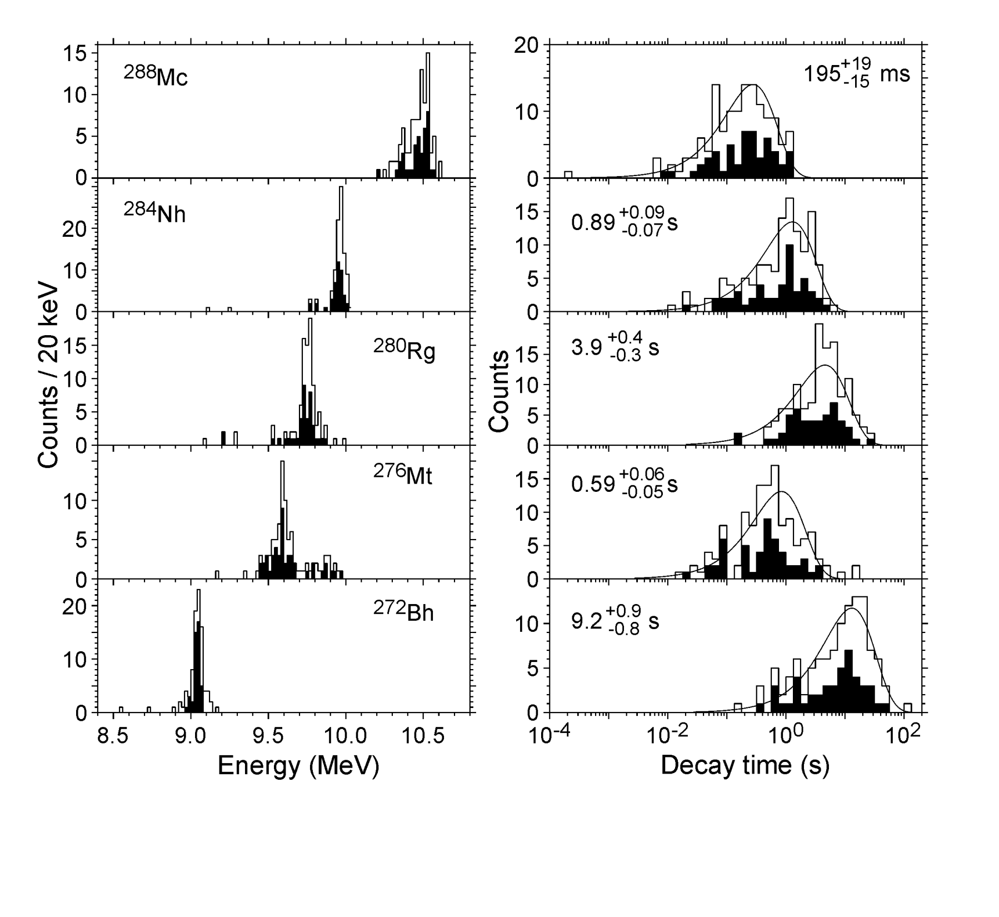 15
10
5
0
288Mc
20
10
0
195+19-15 ms
20
10
0
284Nh
15
10
5
0
0.89+0.09-0.07 s
15
10
5
0
280Rg
15
10
5
0
3.9+0.4-0.3 s
10
5
0
276Mt
15
10
5
0
0.59+0.06-0.05 s
20
10
0
272Bh
10
5
0
9.2+0.9-0.8 s
Counts / 20 keV
Counts
8.5 9.0 9.5 10.0 10.5
10-4 10-2 100 102
Energy (MeV)
Decay time (s)